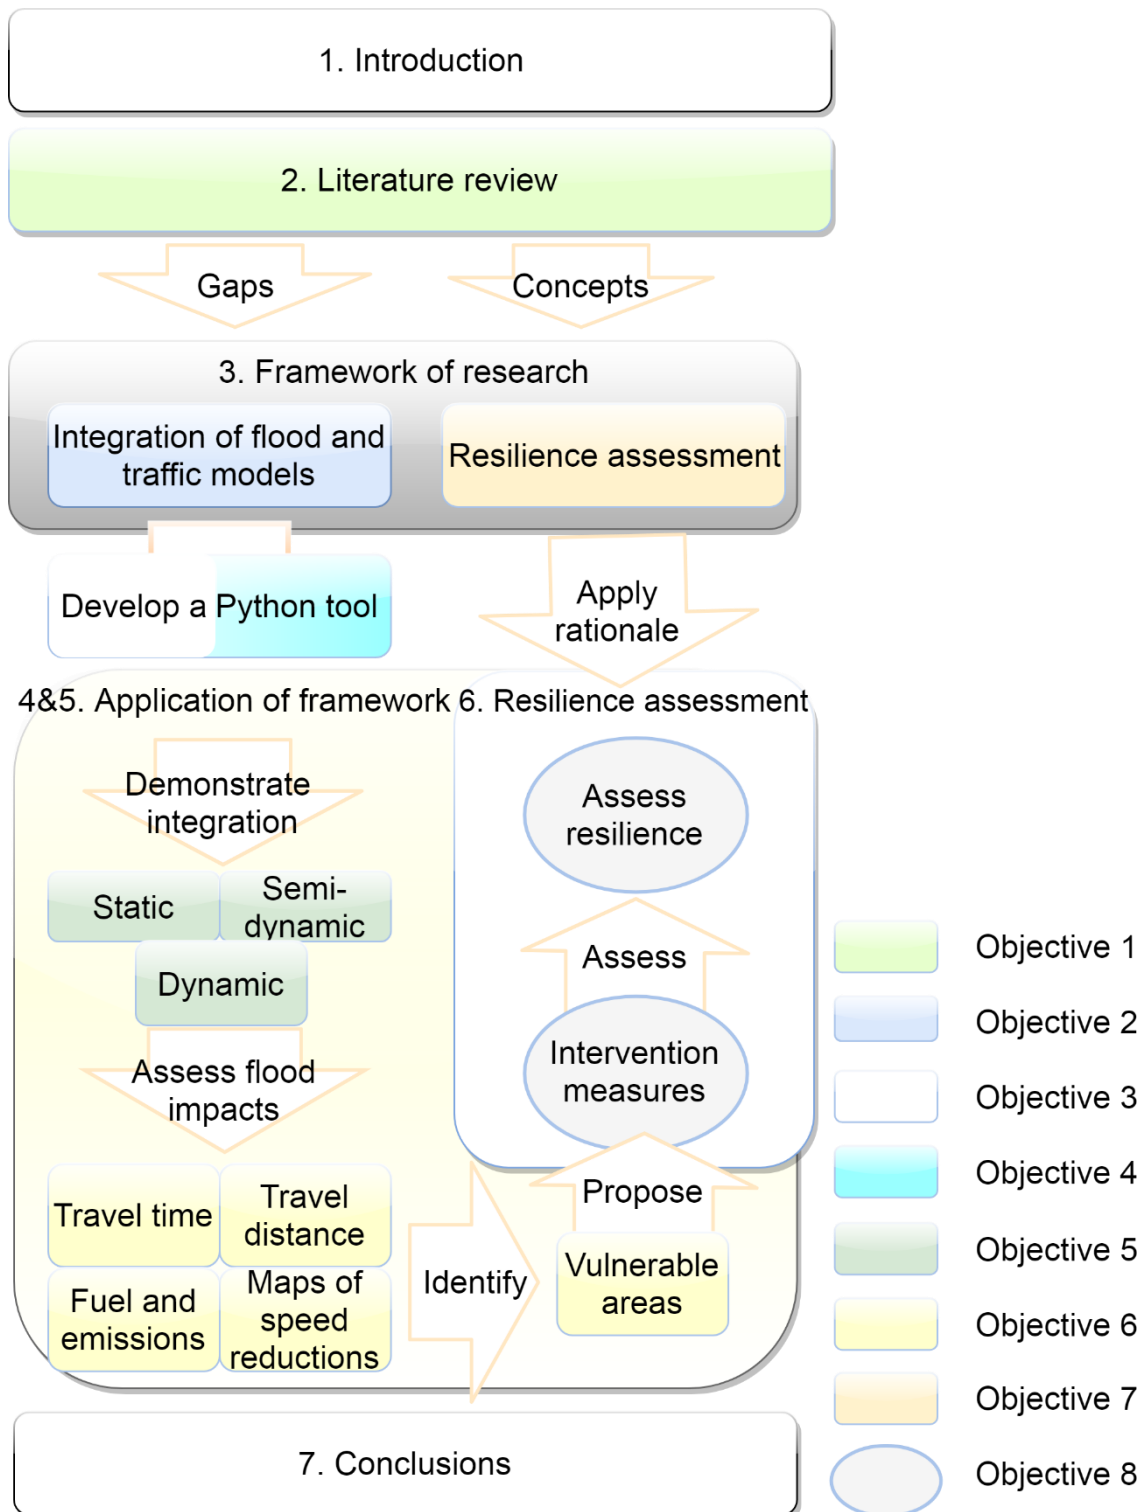 1. Introduction
2. Literature review
Gaps
Concepts
3. Framework of research
Integration of flood and
traffic models
Resilience assessment
Develop a Python tool
Apply
rationale
4&5. Application of framework
6. Resilience assessment
Demonstrate
integration
Static
Semi-
dynamic
Dynamic
Assess flood
impacts
Travel time
Travel
distance
Fuel and
emissions
Maps of
speed
reductions
Identify
Vulnerable
areas
Propose
Intervention
measures
Assess
Assess
resilience
7. Conclusions
Objective 1
Objective 2
Objective 3
Objective 4
Objective 5
Objective 6
Objective 7
Objective 8